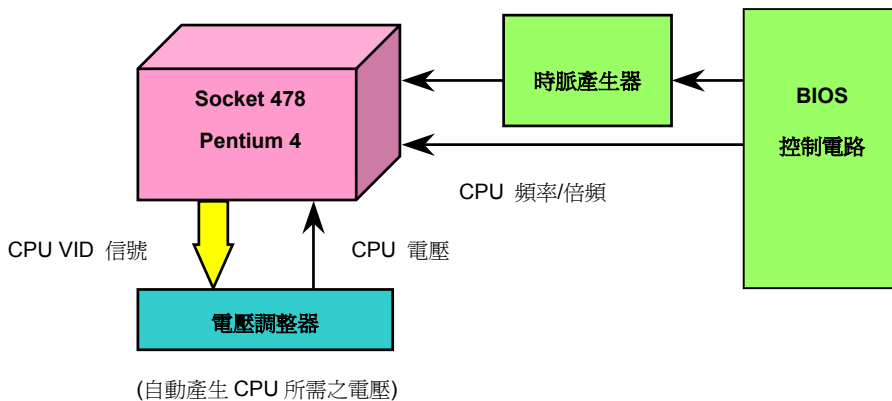 Socket 478
Pentium 4
時脈產生器
BIOS
控制電路
CPU 頻率/倍頻
CPU VID 信號
CPU 電壓
電壓調整器
(自動產生 CPU 所需之電壓)